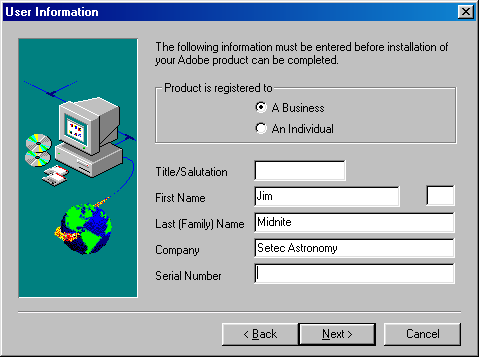 User Information
The following information must be entered before installation of
your Adobe product can be completed.
Product is registered to
A Business
An Individual
Title/Salutation
First Name Jim
Last (Family) Name Midnite
Company Setec Astronomy
Serial Number
< Back Next > Cancel